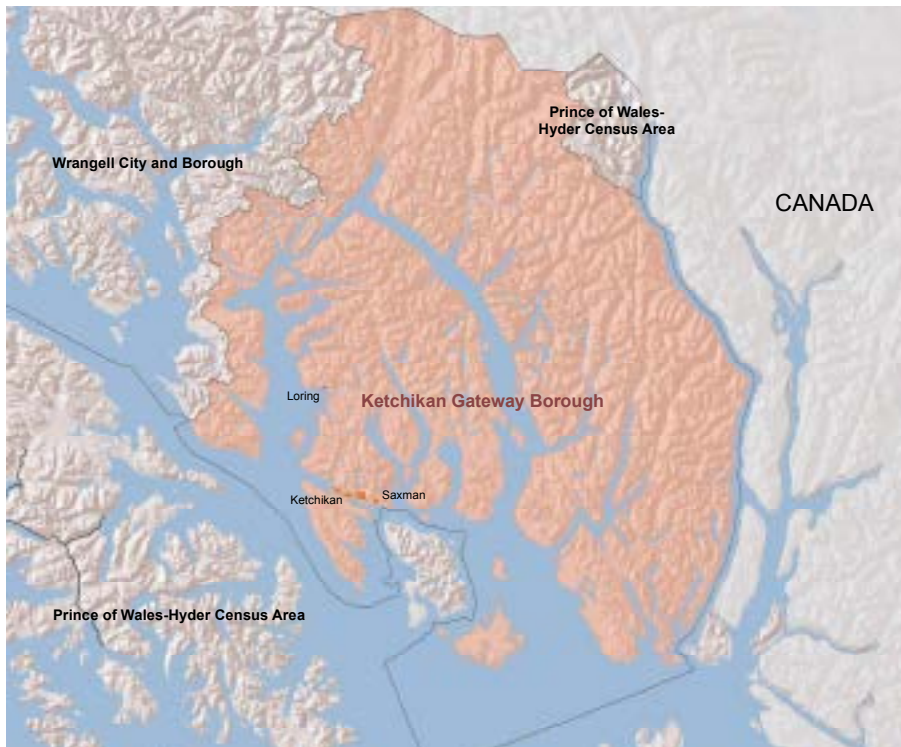 Prince of Wales-
Hyder Census Area
Wrangell City and Borough
CANADA
Loring
Ketchikan Gateway Borough
Ketchikan
Saxman
Prince of Wales-Hyder Census Area